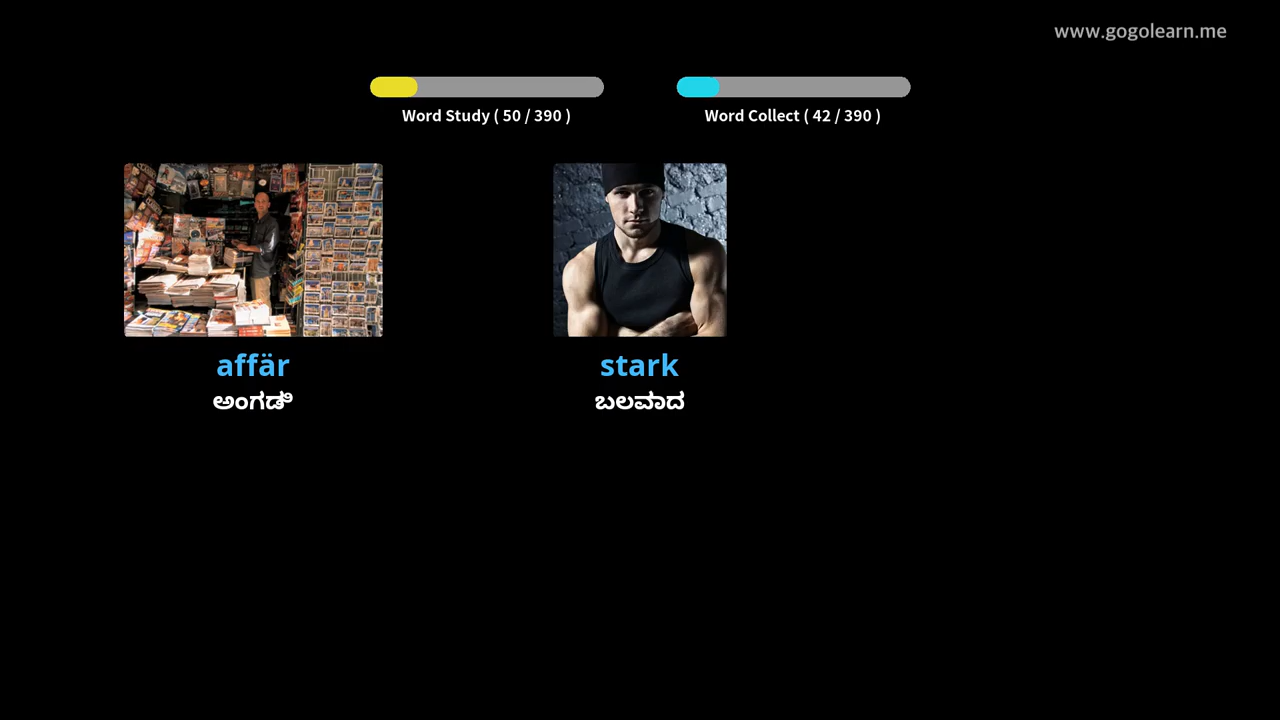 www.gogolearn.me
Word Study ( 50 / 390 )
Word Collect ( 42 / 390 )
affär
ಅಂಗಡಿ
stark
ಬಲವಾದ